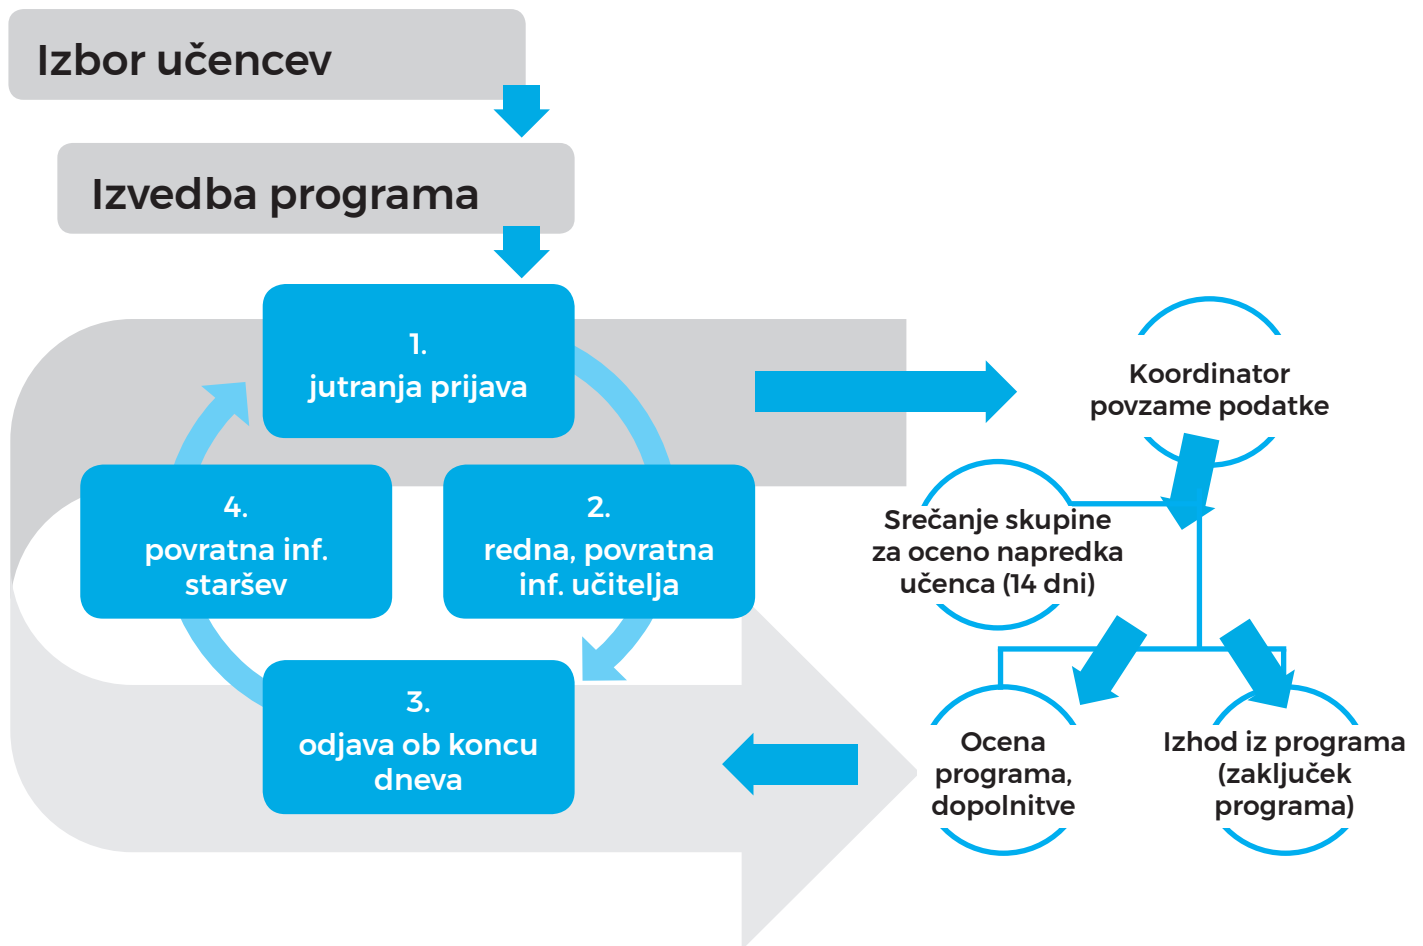 Izbor učencev
Izvedba programa
1.
jutranja prijava
2.
redna, povratna
inf. učitelja
3.
odjava ob koncu
dneva
4.
povratna inf.
staršev
Koordinator
povzame podatke
Srečanje skupine
za oceno napredka
učenca (14 dni)
Ocena
programa,
dopolnitve
Izhod iz programa
(zaključek
programa)